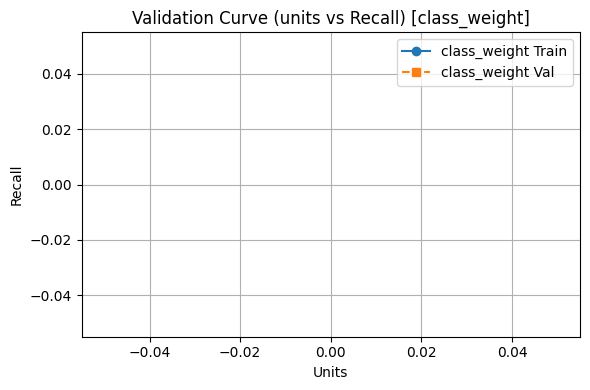 Validation Curve (units vs Recall) [class_weight]
class_weight Train
class_weight Val
0.04
0.02
0.00
−0.02
−0.04
Recall
−0.04
−0.02
0.00
0.02
0.04
Units